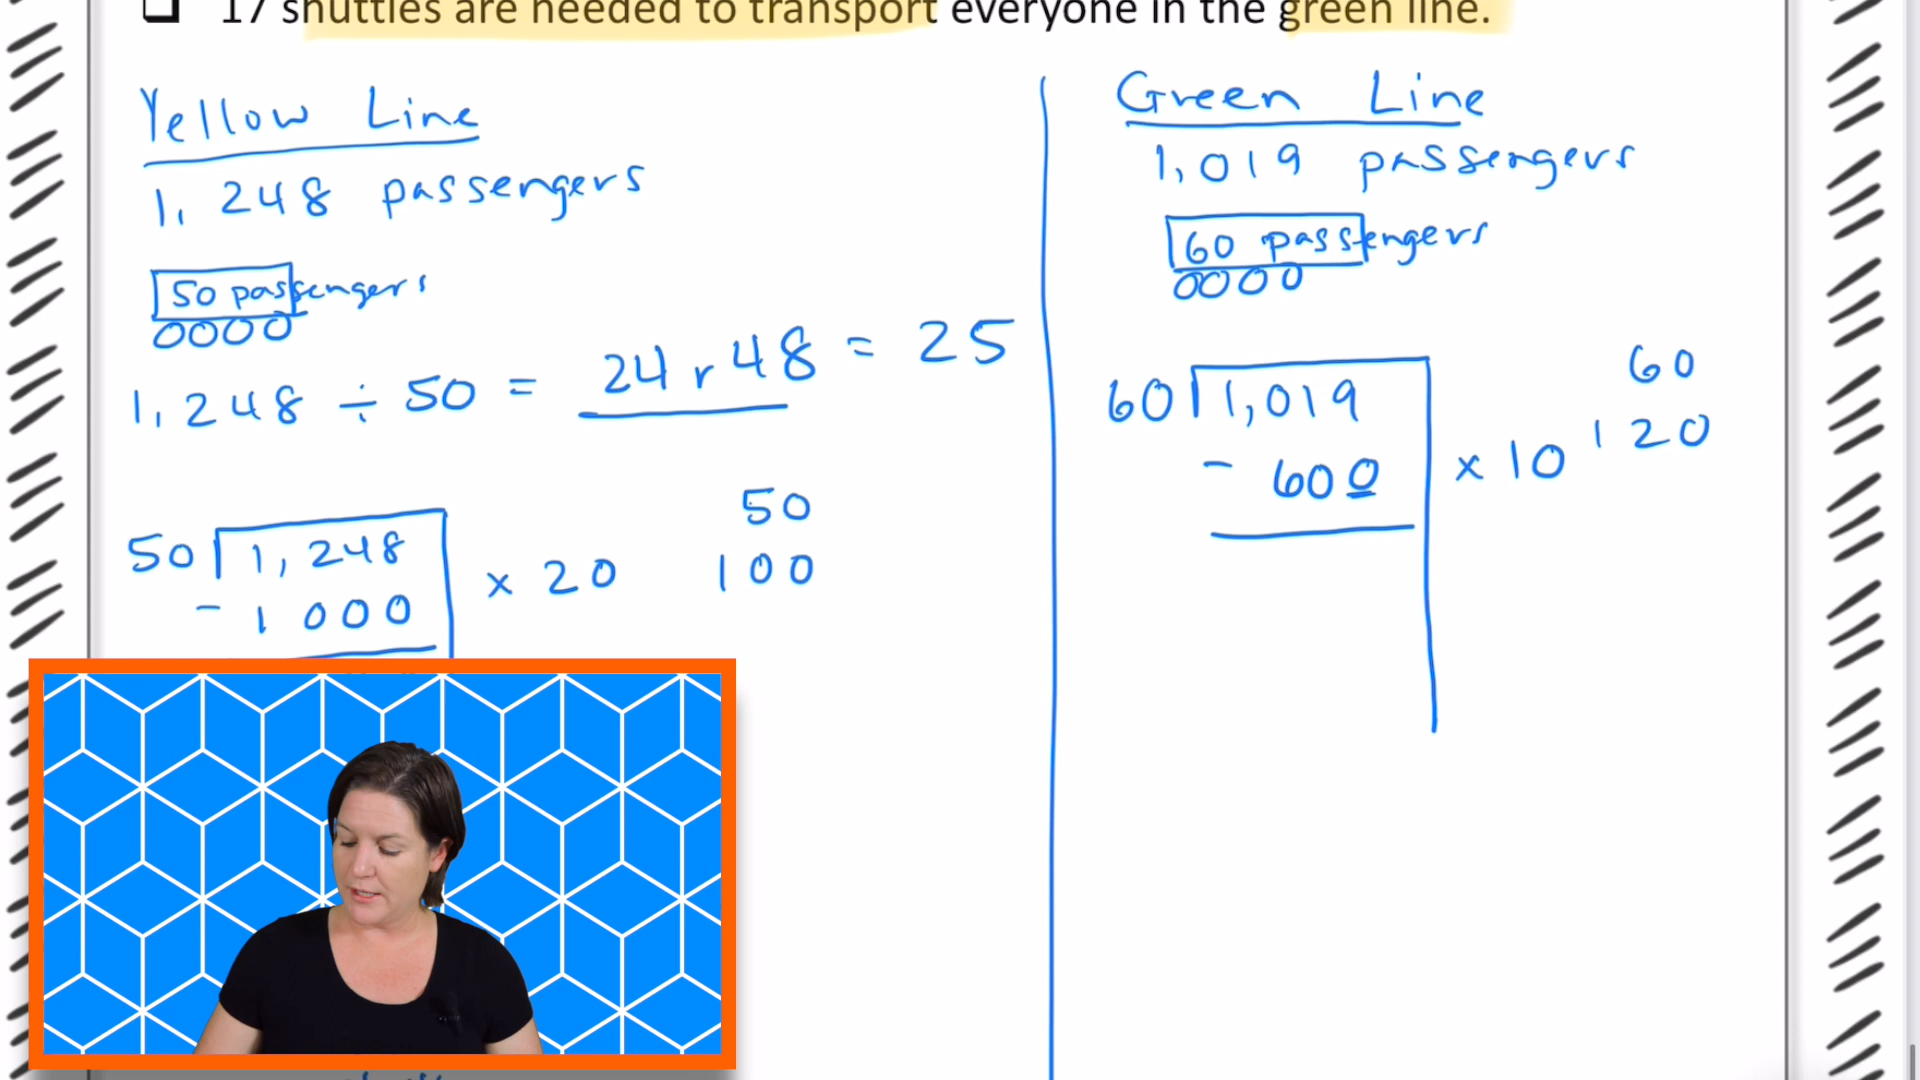 17 shuttles are needed to transport everyone in the green line.
Yellow Line
1,248 passengers
50 passengers
1,248 ÷ 50 = 24 r 48 = 25
50
100
50 1,248 × 20
- 1000
Green Line
1,019 passengers
60 passengers
60
120
60 1,019
- 600 × 10